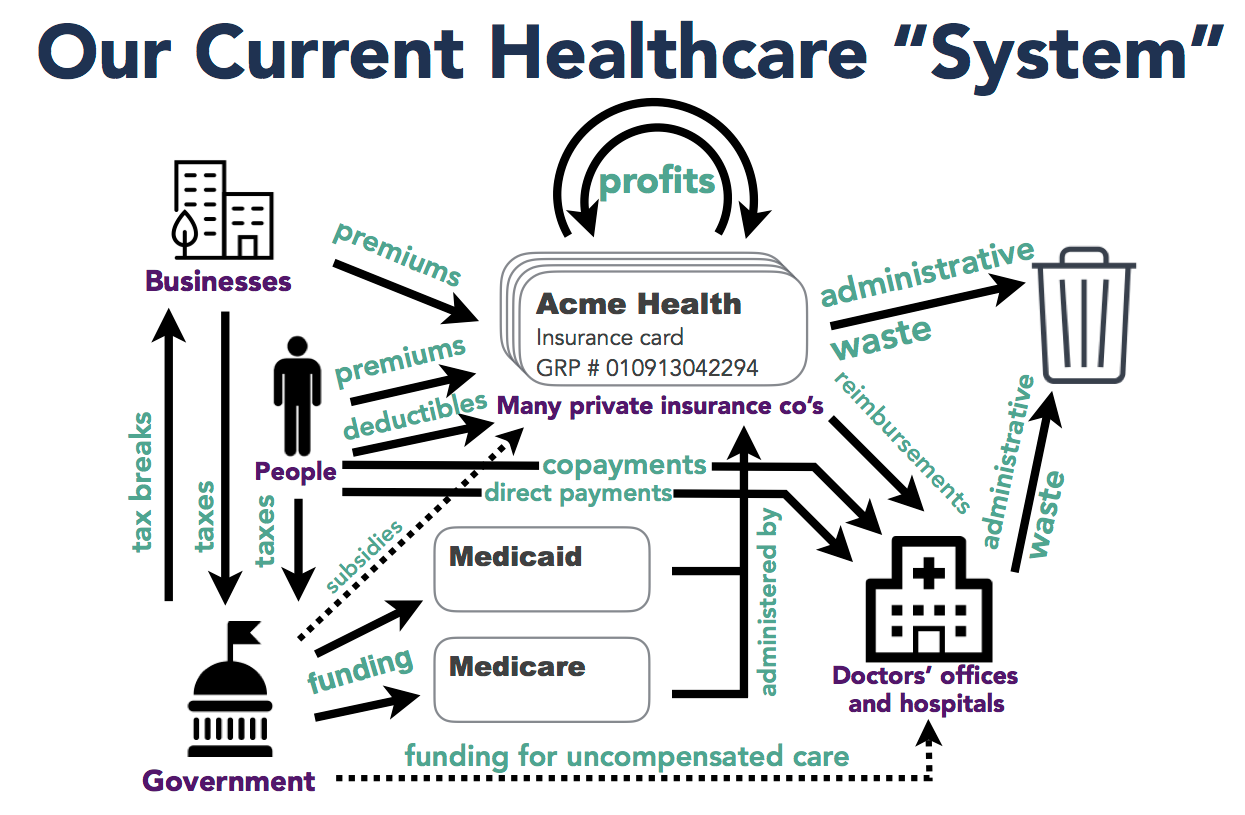 Our Current Healthcare “System”
profits
Businesses
premiums
Acme Health
Insurance card
GRP # 010913042294
Many private insurance co’s
administrative
waste
premiums
deductibles
People
copayments
direct payments
reimbursements
administrative
waste
tax breaks
taxes
taxes
subsidies
Medicaid
Medicare
administered by
funding
Doctors’ offices
and hospitals
Government
funding for uncompensated care